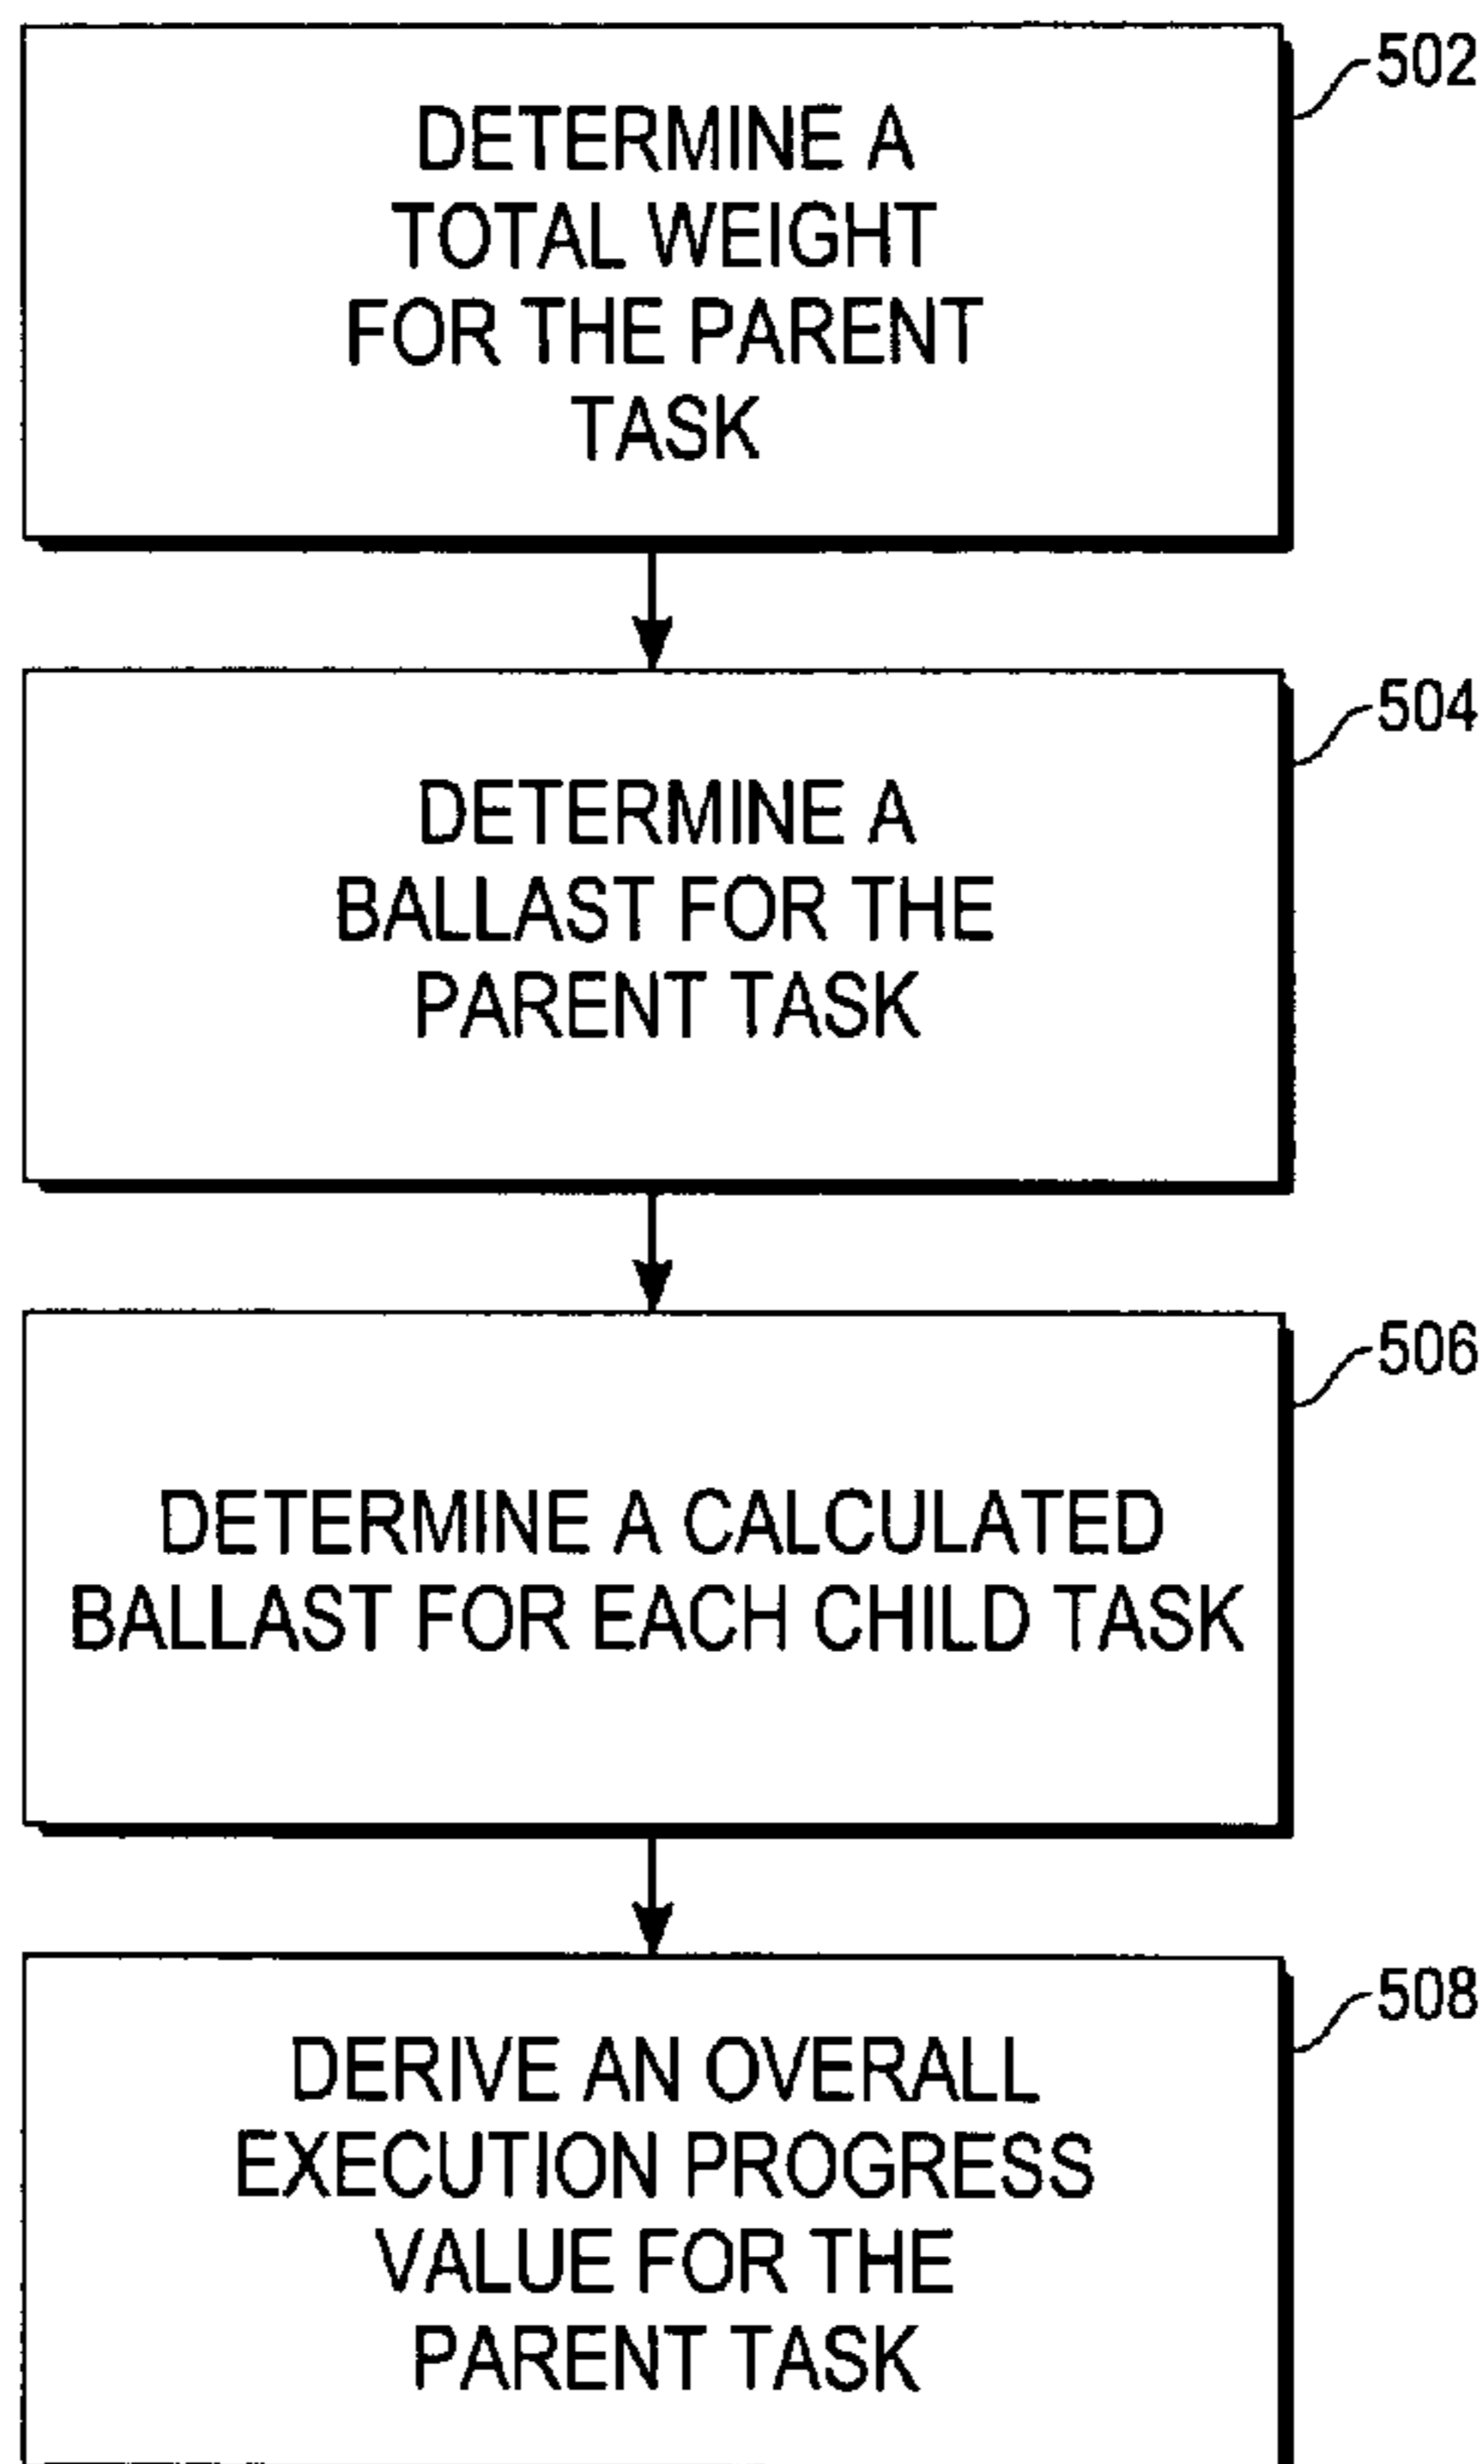 502
DETERMINE A
TOTAL WEIGHT
FOR THE PARENT
TASK
504
DETERMINE A
BALLAST FOR THE
PARENT TASK
506
DETERMINE A CALCULATED
BALLAST FOR EACH CHILD TASK
508
DERIVE AN OVERALL
EXECUTION PROGRESS
VALUE FOR THE
PARENT TASK